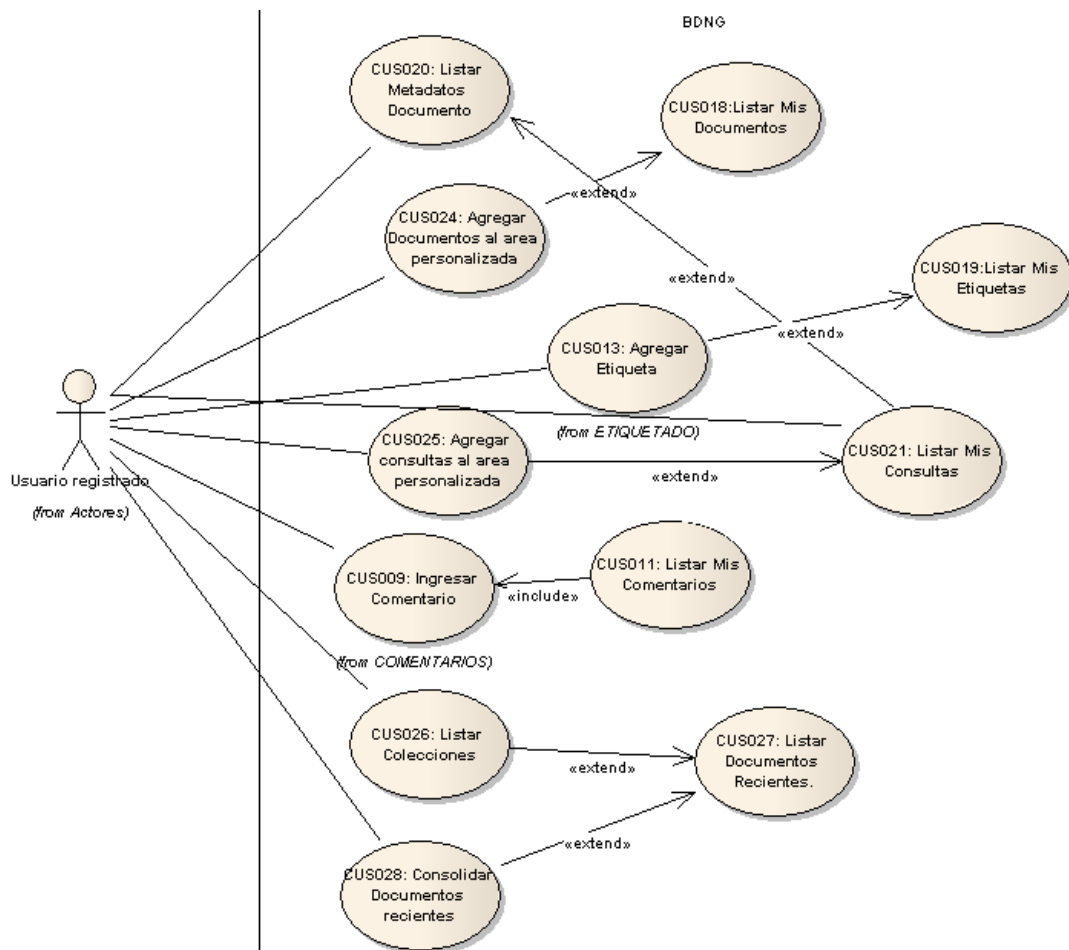 BDNG
CUS020: Listar
Metadatos
Documento
CUS018:Listar Mis
Documentos
«extend»
CUS024: Agregar
Documentos al area
personalizada
«extend»
CUS019:Listar Mis
Etiquetas
«extend»
CUS013: Agregar
Etiqueta
(from ETIQUETADO)
CUS025: Agregar
consultas al area
personalizada
«extend»
CUS021: Listar Mis
Consultas
Usuario registrado
(from Actores)
CUS009: Ingresar
Comentario
«include»
CUS011: Listar Mis
Comentarios
(from COMENTARIOS)
CUS026: Listar
Colecciones
«extend»
CUS027: Listar
Documentos
Recientes.
«extend»
CUS028: Consolidar
Documentos
recientes